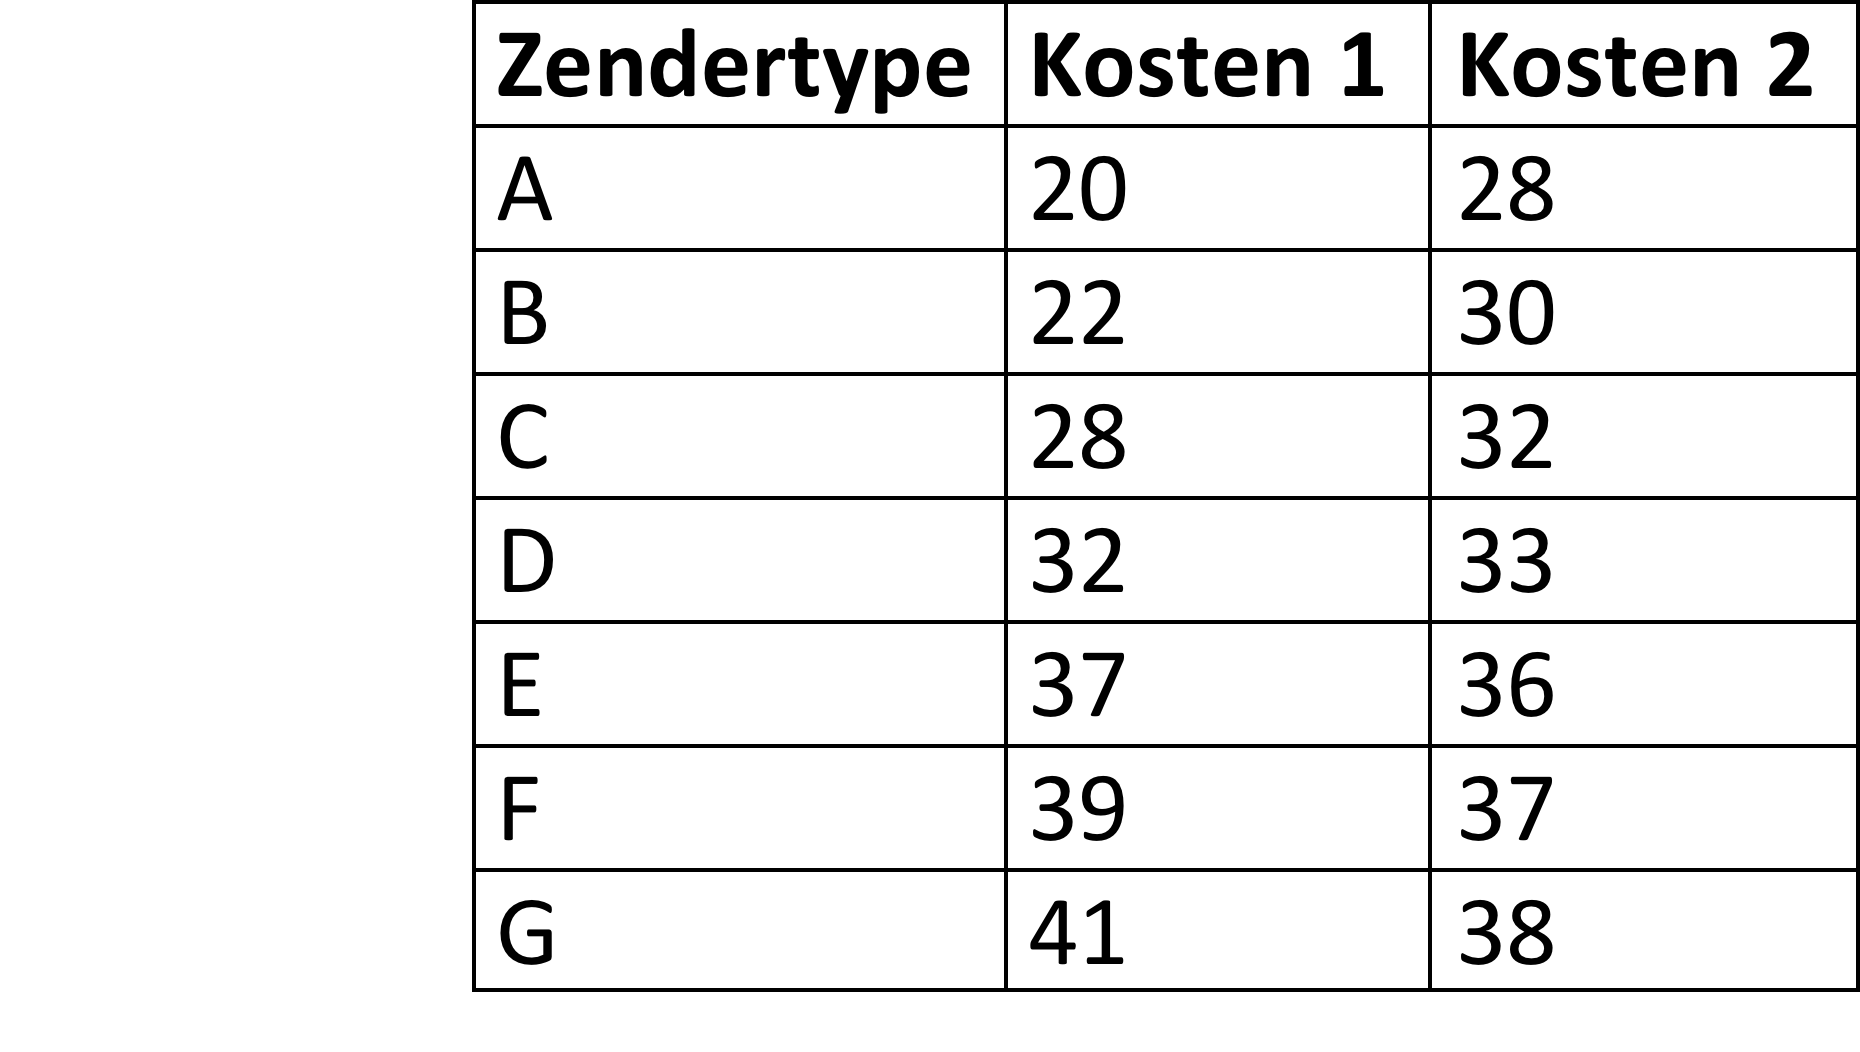 Zendertype Kosten 1 Kosten 2
A 20 28
B 22 30
C 28 32
D 32 33
E 37 36
F 39 37
G 41 38